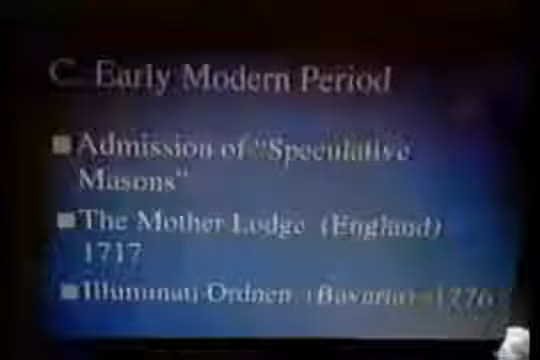 C. Early Modern Period
Admission of "Speculative
Masons"
The Mother Lodge (England)
1717
Illuminati Ordnen (Bavaria) 1776